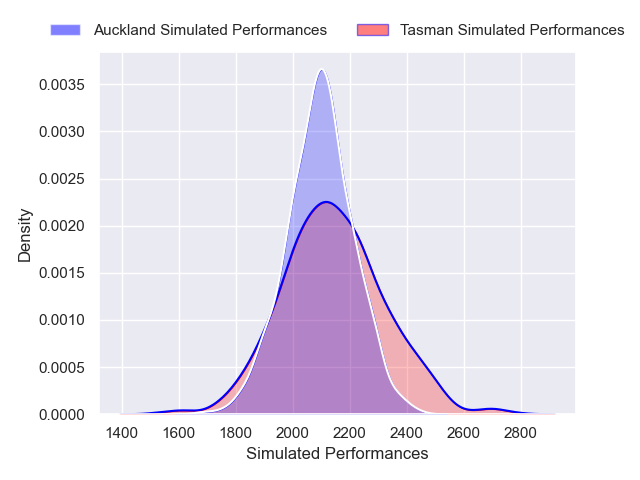 Auckland Simulated Performances
Tasman Simulated Performances
0.0035
0.0030
0.0025
0.0020
0.0015
0.0010
0.0005
0.0000
Density
1400 1600 1800 2000 2200 2400 2600 2800
Simulated Performances